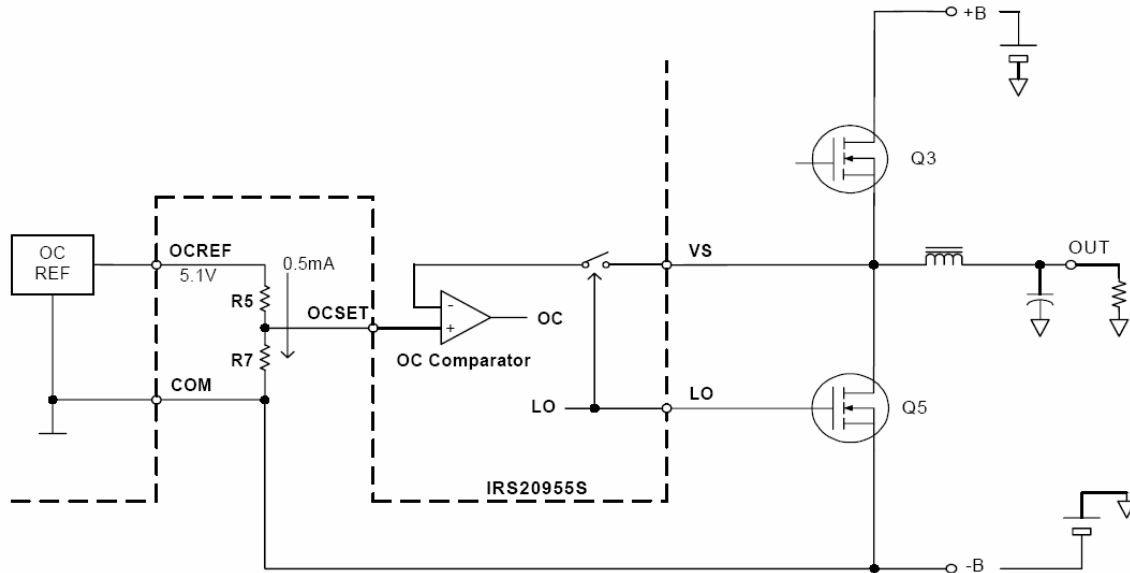 +B
Q3
OC
REF
OCREF
5.1V
0.5mA
VS
OUT
R5
OCSET
-
+
OC
R7
OC Comparator
COM
LO
LO
Q5
IRS20955S
-B